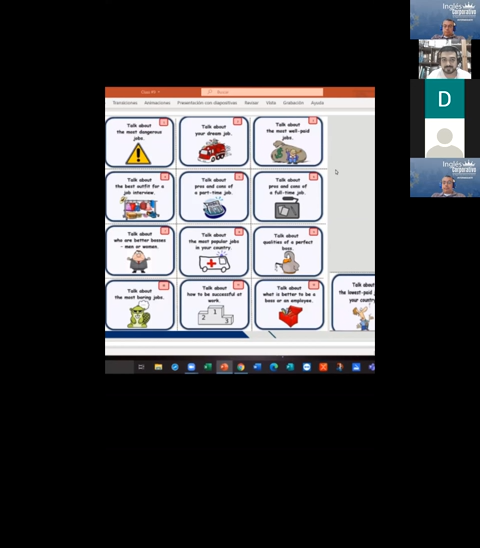 Inglés
Corporativo
Buscar
Transiciones Animaciones Presentación con diapositivas Revisar Vista Grabación Ayuda
Talk about
the most dangerous
jobs.
Talk about
your dream job.
Talk about
the most well-paid
jobs.
Talk about
the best outfit for a
job interview.
Talk about
pros and cons of
a part-time job.
Talk about
pros and cons of
a full-time job.
Talk about
who are better bosses
- men or women.
Talk about
the most popular jobs
in your country.
Talk about
qualities of a perfect
boss.
Talk about
the most boring jobs.
Talk about
how to be successful at
work.
Talk about
what is better to be a
boss or an employee.
Talk about
the lowest-paid
your country
D
Inglés
Corporativo